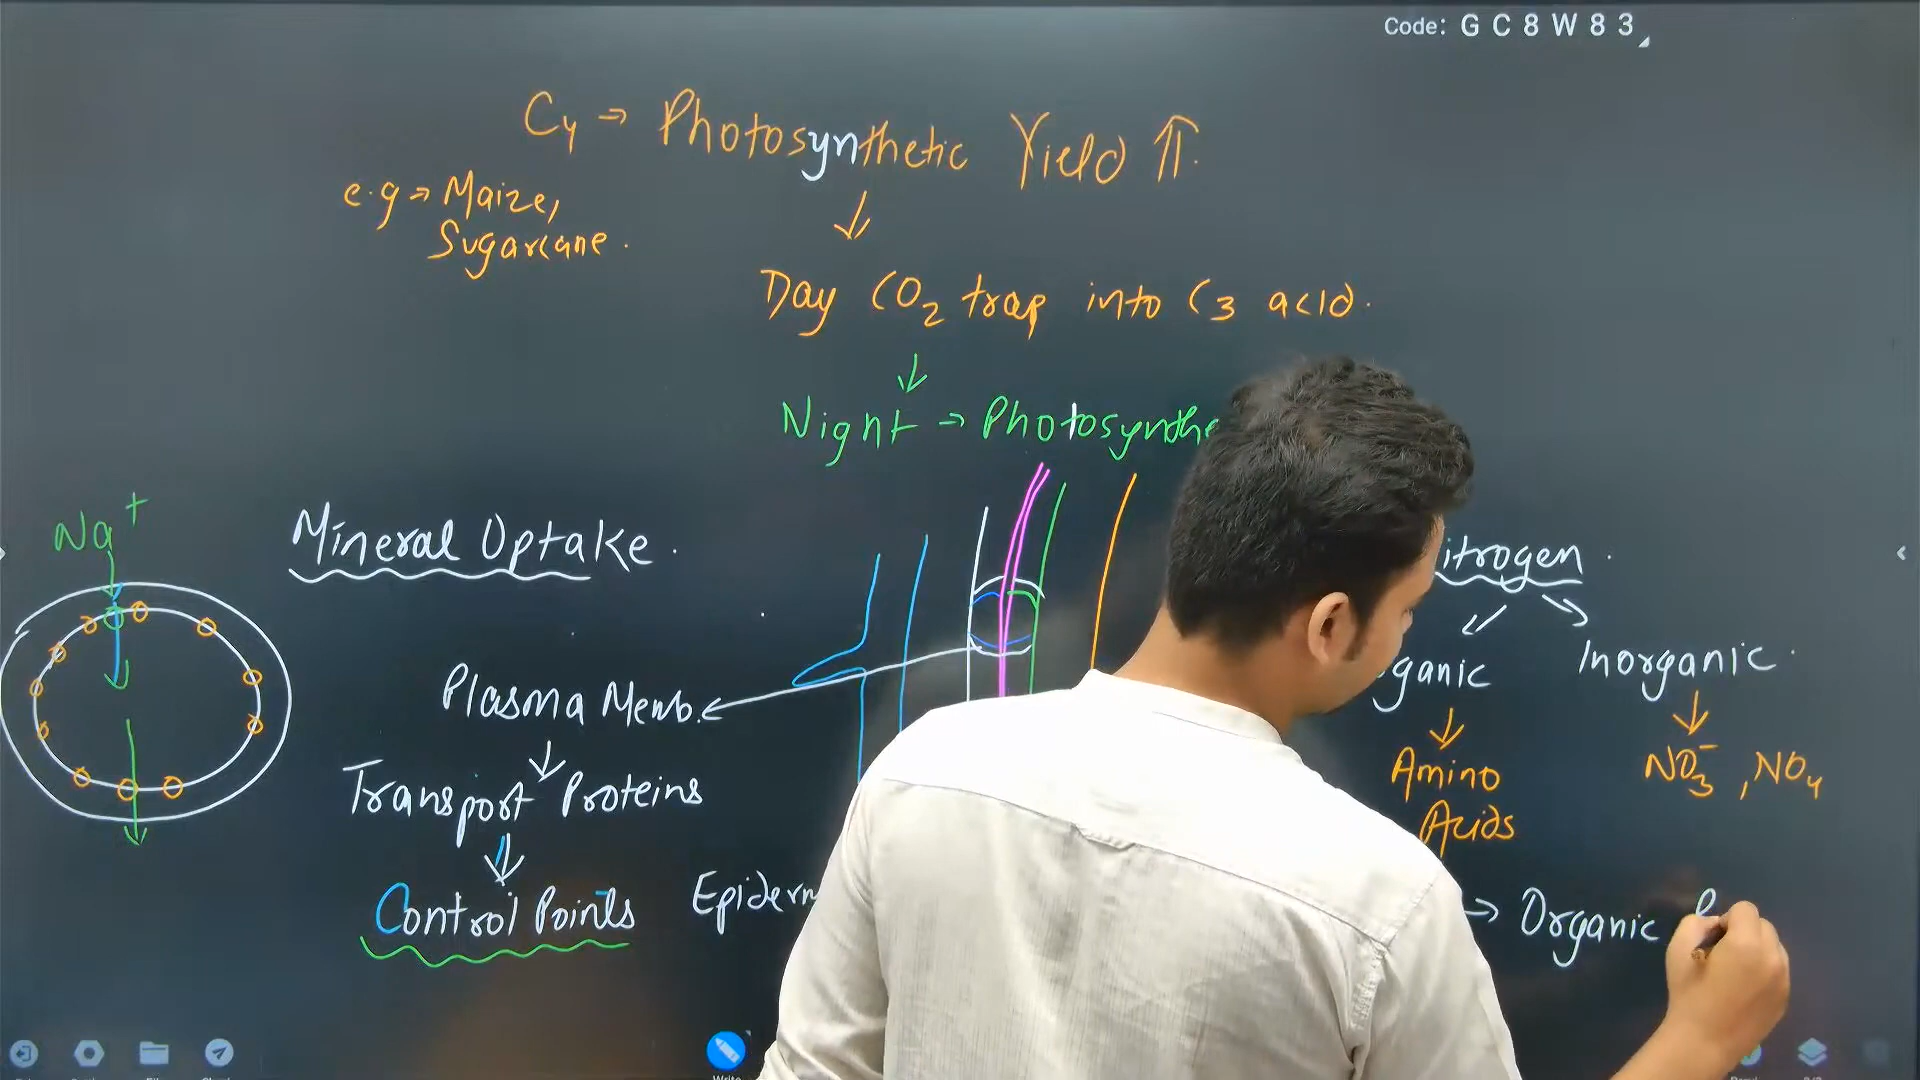 Code: G C 8 W 8 3
C4 → Photosynthetic Yield ⇑.
e.g → Maize,
Sugarcane.
↓
Day CO2 trap into C3 acid.
↓
Night → Photosynthe
Na+
Mineral Uptake.
itrogen.
Plasma Memb.
↓
Transport Proteins
⇓
Control Points
Epiderm
ganic
↓
Amino
Acids
Inorganic.
↓
NO3-, NO4
→ Organic
Write